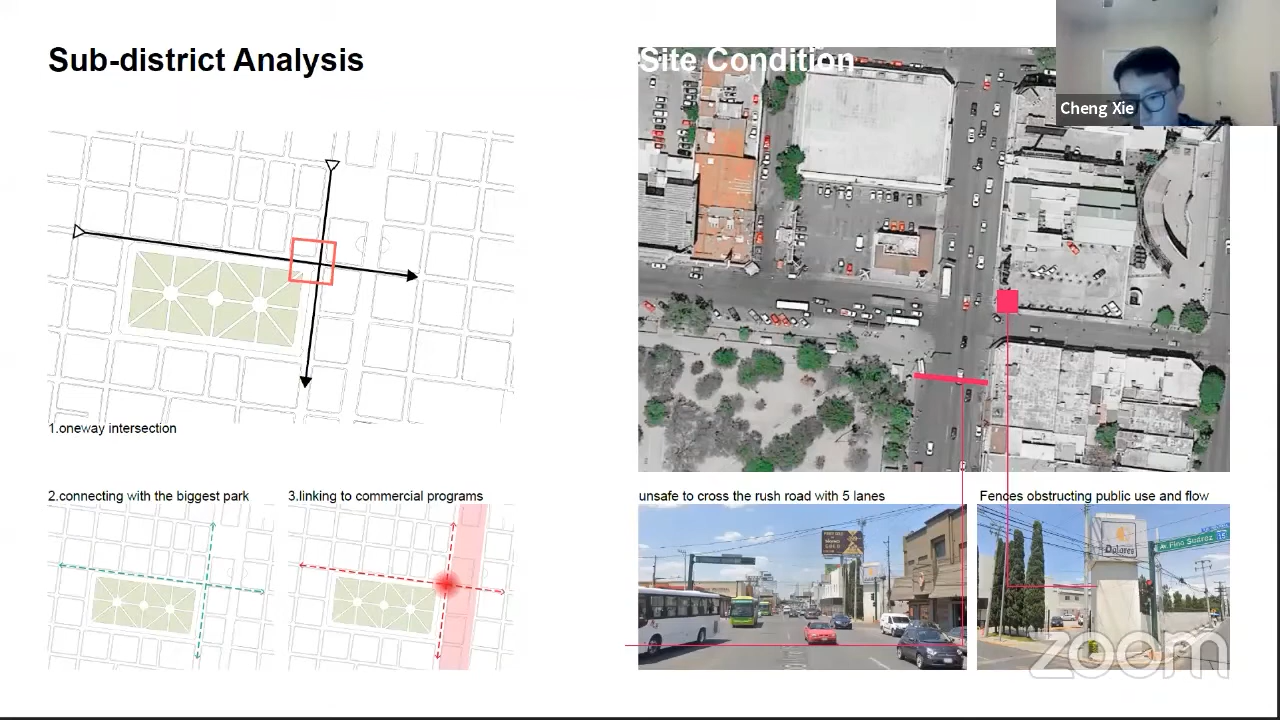 Sub-district Analysis
Site Condition
Cheng Xie
1.oneway intersection
2.connecting with the biggest park
3.linking to commercial programs
unsafe to cross the rush road with 5 lanes
Fences obstructing public use and flow
Dolores
Av. Pino Suárez
15
zoom